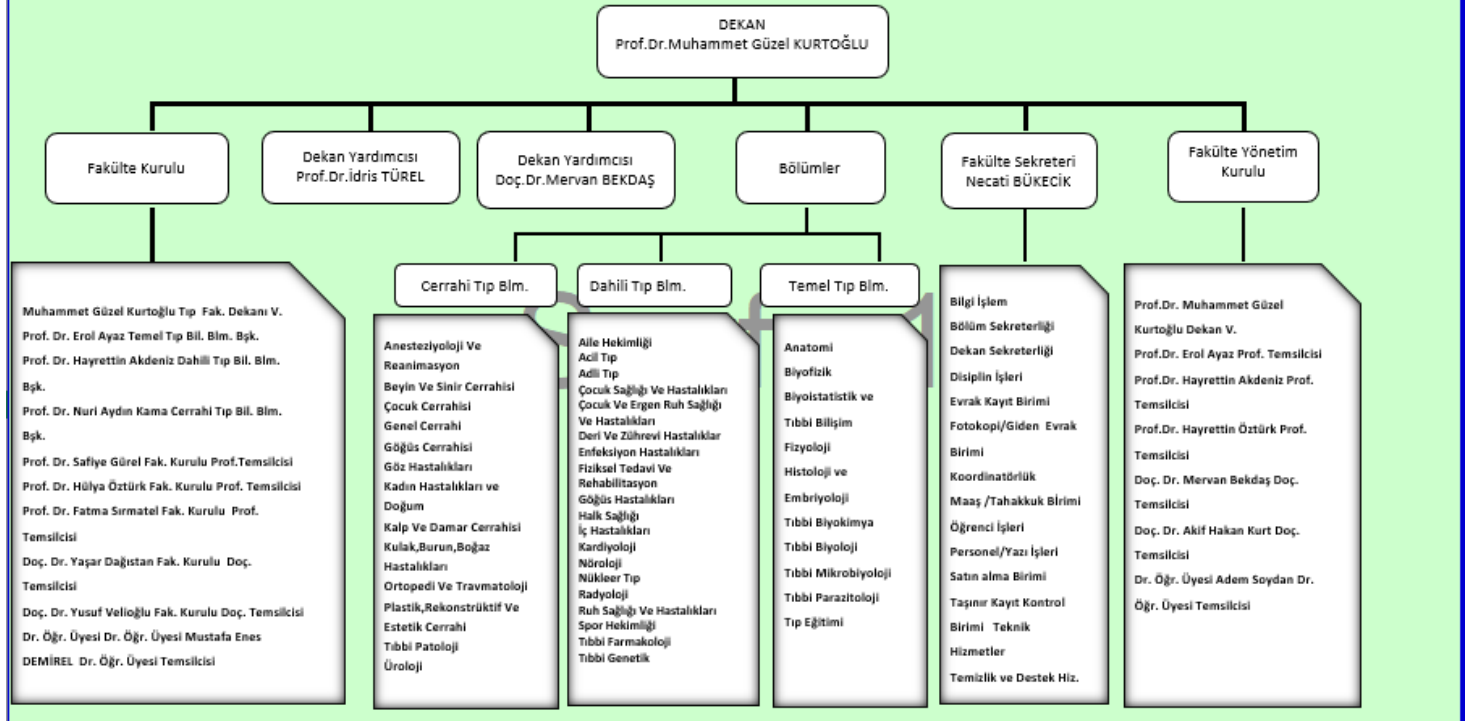 DEKAN
Prof.Dr.Muhammet Güzel KURTOĞLU
Fakülte Kurulu
Dekan Yardımcısı
Prof.Dr.İdris TÜREL
Dekan Yardımcısı
Doç.Dr.Mervan BEKDAŞ
Bölümler
Fakülte Sekreteri
Necati BÜKECİK
Fakülte Yönetim
Kurulu
Muhammet Güzel Kurtoğlu Tıp Fak. Dekanı V.
Prof. Dr. Erol Ayaz Temel Tıp Bil. Blm. Bşk.
Prof. Dr. Hayrettin Akdeniz Dahili Tıp Bil. Blm.
Bşk.
Prof. Dr. Nuri Aydın Kama Cerrahi Tıp Bil. Blm.
Bşk.
Prof. Dr. Safiye Gürel Fak. Kurulu Prof.Temsilcisi
Prof. Dr. Hülya Öztürk Fak. Kurulu Prof. Temsilcisi
Prof. Dr. Fatma Sırmatel Fak. Kurulu Prof.
Temsilcisi
Doç. Dr. Yaşar Dağıstan Fak. Kurulu Doç.
Temsilcisi
Doç. Dr. Yusuf Velioğlu Fak. Kurulu Doç. Temsilcisi
Dr. Öğr. Üyesi Dr. Öğr. Üyesi Mustafa Enes
DEMİREL Dr. Öğr. Üyesi Temsilcisi
Cerrahi Tıp Blm.
Anesteziyoloji Ve
Reanimasyon
Beyin Ve Sinir Cerrahisi
Çocuk Cerrahisi
Genel Cerrahi
Göğüs Cerrahisi
Göz Hastalıkları
Kadın Hastalıkları ve
Doğum
Kalp Ve Damar Cerrahisi
Kulak,Burun,Boğaz
Hastalıkları
Ortopedi Ve Travmatoloji
Plastik,Rekonstrüktif Ve
Estetik Cerrahi
Tıbbi Patoloji
Üroloji
Dahili Tıp Blm.
Aile Hekimliği
Acil Tıp
Adli Tıp
Çocuk Sağlığı Ve Hastalıkları
Çocuk Ve Ergen Ruh Sağlığı
Ve Hastalıkları
Deri Ve Zührevi Hastalıklar
Enfeksiyon Hastalıkları
Fiziksel Tedavi Ve
Rehabilitasyon
Göğüs Hastalıkları
Halk Sağlığı
İç Hastalıkları
Kardiyoloji
Nöroloji
Nükleer Tıp
Radyoloji
Ruh Sağlığı Ve Hastalıkları
Spor Hekimliği
Tıbbi Farmakoloji
Tıbbi Genetik
Temel Tıp Blm.
Anatomi
Biyofizik
Biyoistatistik ve
Tıbbi Bilişim
Fizyoloji
Histoloji ve
Embriyoloji
Tıbbi Biyokimya
Tıbbi Biyoloji
Tıbbi Mikrobiyoloji
Tıbbi Parazitoloji
Tıp Eğitimi
Bilgi İşlem
Bölüm Sekreterliği
Dekan Sekreterliği
Disiplin İşleri
Evrak Kayıt Birimi
Fotokopi/Giden Evrak
Birimi
Koordinatörlük
Maaş /Tahakkuk Bİrimi
Öğrenci İşleri
Personel/Yazı İşleri
Satın alma Birimi
Taşınır Kayıt Kontrol
Birimi Teknik
Hizmetler
Temizlik ve Destek Hiz.
Prof.Dr. Muhammet Güzel
Kurtoğlu Dekan V.
Prof.Dr. Erol Ayaz Prof. Temsilcisi
Prof.Dr. Hayrettin Akdeniz Prof.
Temsilcisi
Prof.Dr. Hayrettin Öztürk Prof.
Temsilcisi
Doç. Dr. Mervan Bekdaş Doç.
Temsilcisi
Doç. Dr. Akif Hakan Kurt Doç.
Temsilcisi
Dr. Öğr. Üyesi Adem Soydan Dr.
Öğr. Üyesi Temsilcisi